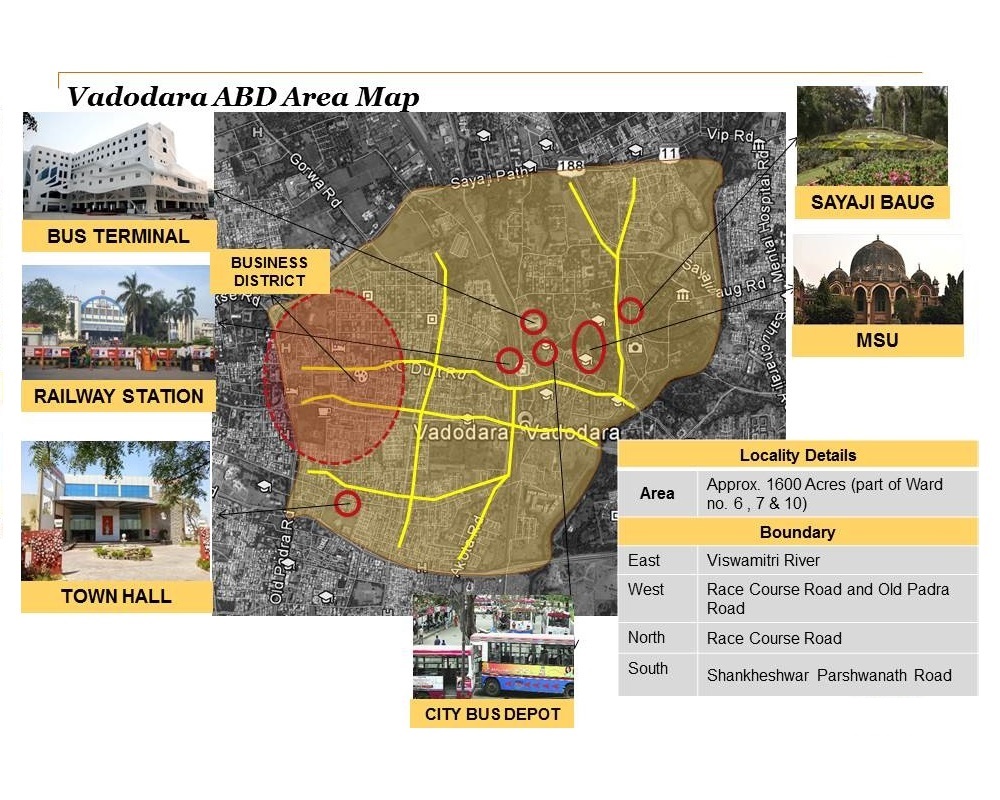 Vadodara ABD Area Map
BUS TERMINAL
RAILWAY STATION
TOWN HALL
BUSINESS
DISTRICT
Gorwa Rd
Sayaji Path
188
11
Vip Rd
Mental Hospital Rd
RC Dutt Rd
Vadodara Vadodara
Old Padra Rd
Akota Rd
SAYAJI BAUG
MSU
CITY BUS DEPOT
Locality Details
Area
Approx. 1600 Acres (part of Ward
no. 6 , 7 & 10)
Boundary
East Viswamitri River
West Race Course Road and Old Padra
Road
North Race Course Road
South Shankheshwar Parshwanath Road